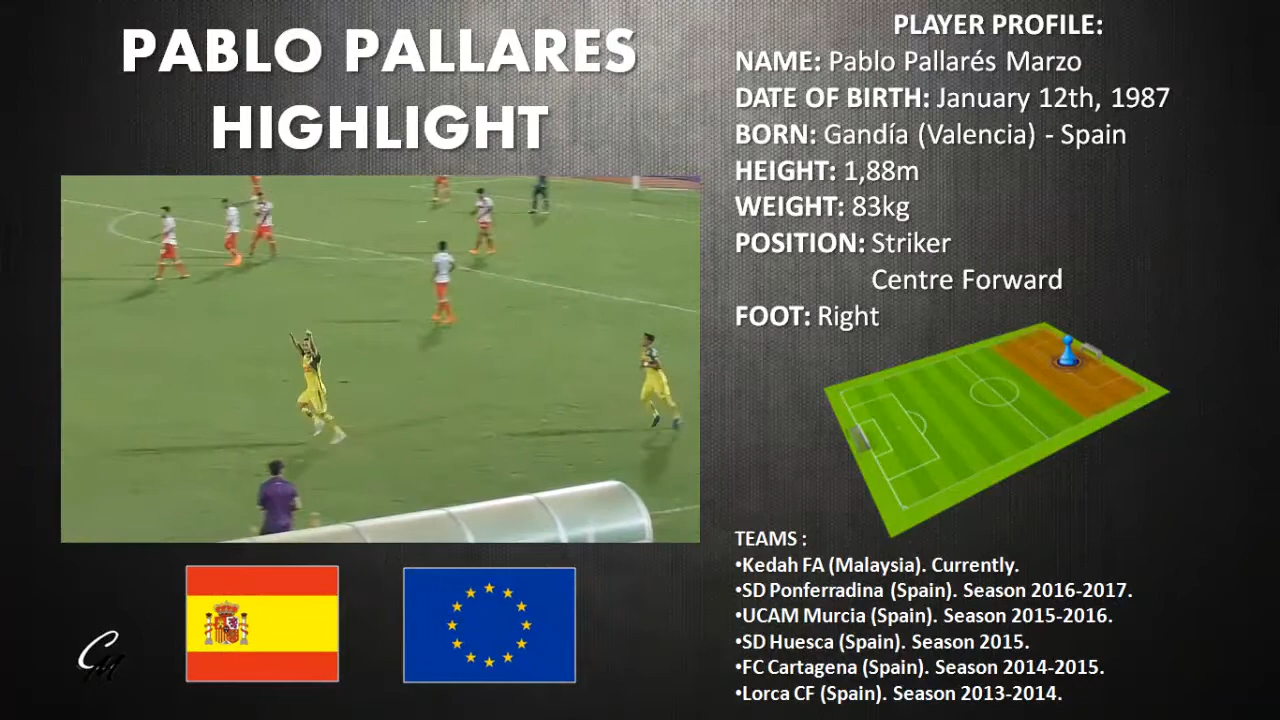 PABLO PALLARES
HIGHLIGHT
PLAYER PROFILE:
NAME: Pablo Pallarés Marzo
DATE OF BIRTH: January 12th, 1987
BORN: Gandía (Valencia) - Spain
HEIGHT: 1,88m
WEIGHT: 83kg
POSITION: Striker
Centre Forward
FOOT: Right
TEAMS :
•Kedah FA (Malaysia). Currently.
•SD Ponferradina (Spain). Season 2016-2017.
•UCAM Murcia (Spain). Season 2015-2016.
•SD Huesca (Spain). Season 2015.
•FC Cartagena (Spain). Season 2014-2015.
•Lorca CF (Spain). Season 2013-2014.